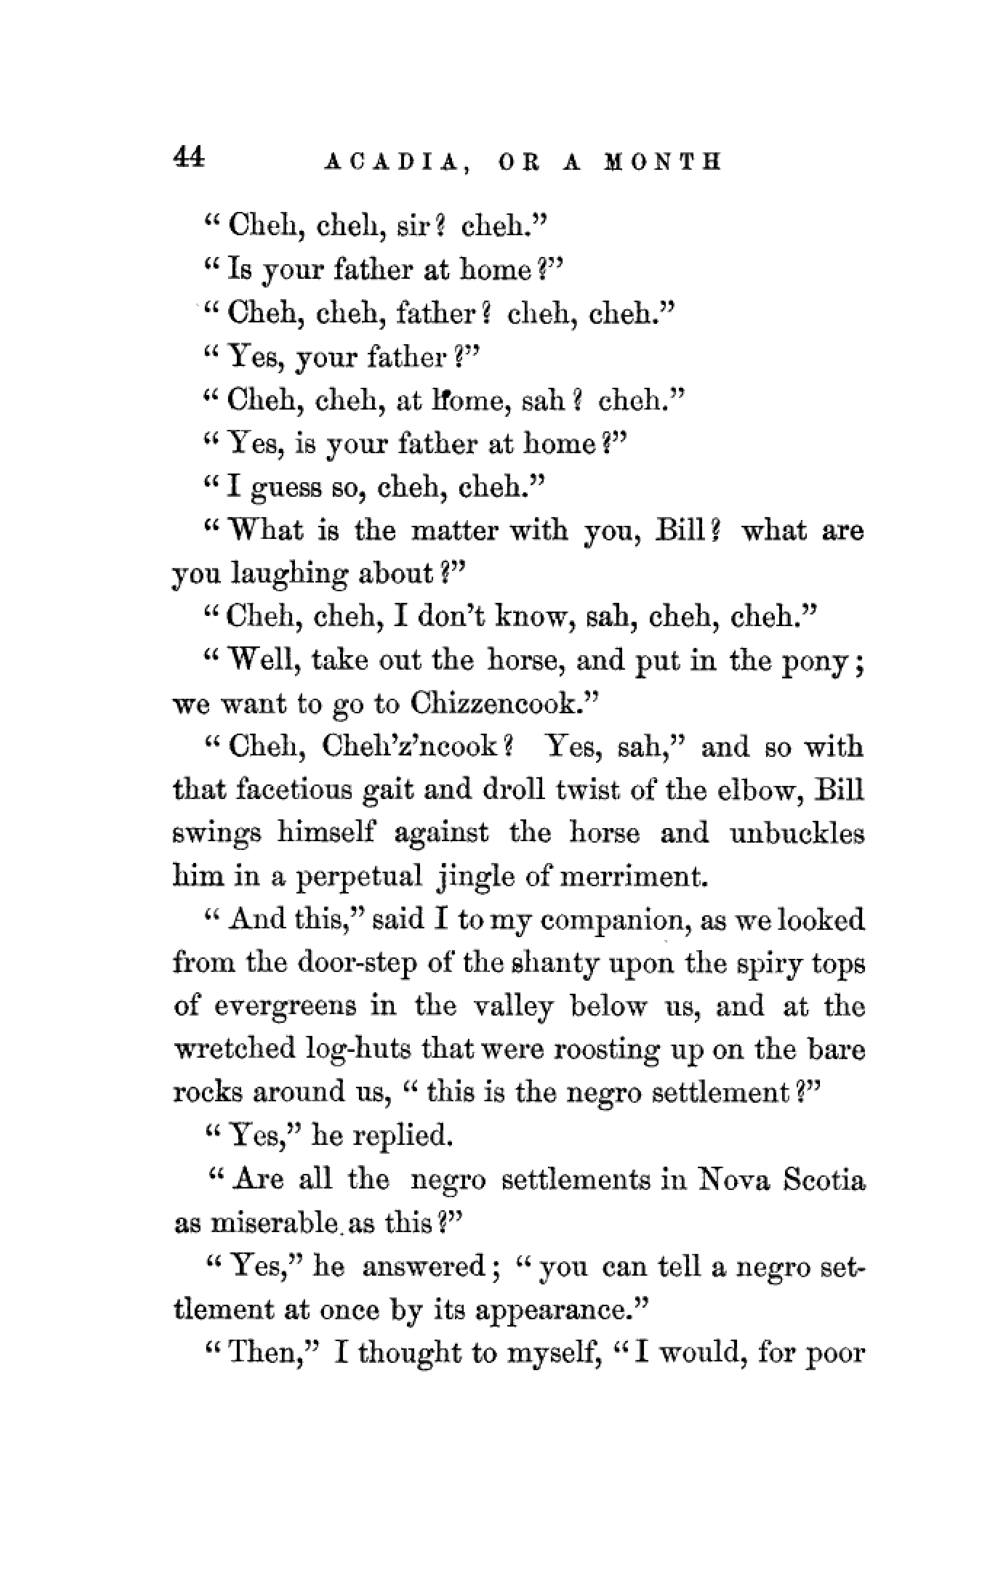 44 ACADIA, OR A MONTH
“Cheh, cheh, sir? cheh.”
“Is your father at home?”
“Cheh, cheh, father? cheh, cheh.”
“Yes, your father?”
“Cheh, cheh, at home, sah? cheh.”
“Yes, is your father at home?”
“I guess so, cheh, cheh.”
“What is the matter with you, Bill? what are
you laughing about?”
“Cheh, cheh, I don’t know, sah, cheh, cheh.”
“Well, take out the horse, and put in the pony;
we want to go to Chizzencook.”
“Cheh, Cheh’z’ncook? Yes, sah,” and so with
that facetious gait and droll twist of the elbow, Bill
swings himself against the horse and unbuckles
him in a perpetual jingle of merriment.
“And this,” said I to my companion, as we looked
from the door-step of the shanty upon the spiry tops
of evergreens in the valley below us, and at the
wretched log-huts that were roosting up on the bare
rocks around us, “this is the negro settlement?”
“Yes,” he replied.
“Are all the negro settlements in Nova Scotia
as miserable as this?”
“Yes,” he answered; “you can tell a negro set-
tlement at once by its appearance.”
“Then,” I thought to myself, “I would, for poor